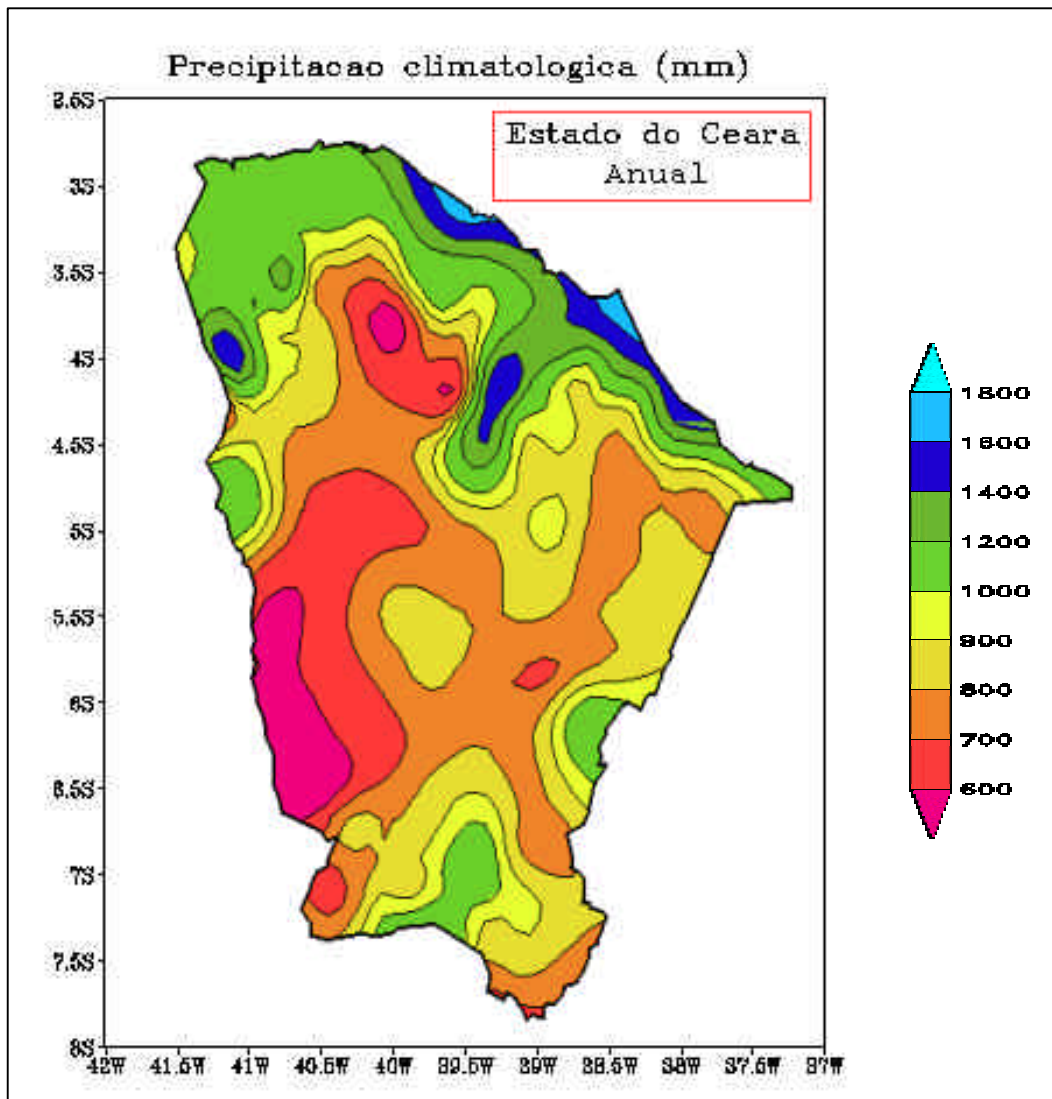 Precipitacao climatologica (mm)
Estado do Ceara
Anual
2.5S
3S
3.5S
4S
4.5S
5S
5.5S
6S
6.5S
7S
7.5S
8S
42W 41.5W 41W 40.5W 40W 39.5W 39W 38.5W 38W 37.5W 37W
1800
1600
1400
1200
1000
900
800
700
600